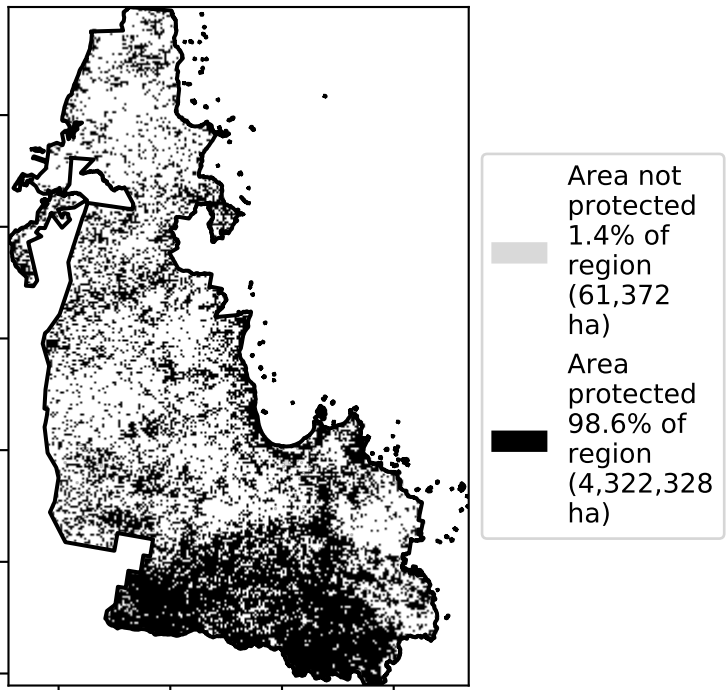 Area not
protected
1.4% of
region
(61,372
ha)
Area
protected
98.6% of
region
(4,322,328
ha)